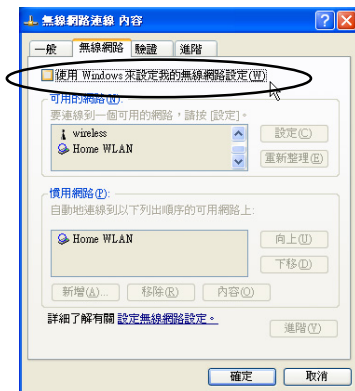 無線網路連線 內容
一般 無線網路 驗證 進階
使用 Windows 來設定我的無線網路設定(W)
可用的網路(N):
要連線到一個可用的網路，請按 [設定]。
wireless
Home WLAN
設定(C)
重新整理(E)
慣用網路(P):
自動地連線到以下列出順序的可用網路上:
Home WLAN
向上(U)
下移(D)
新增(A)... 移除(R) 內容(O)
詳細了解有關 設定無線網路設定。
進階(V)
確定 取消